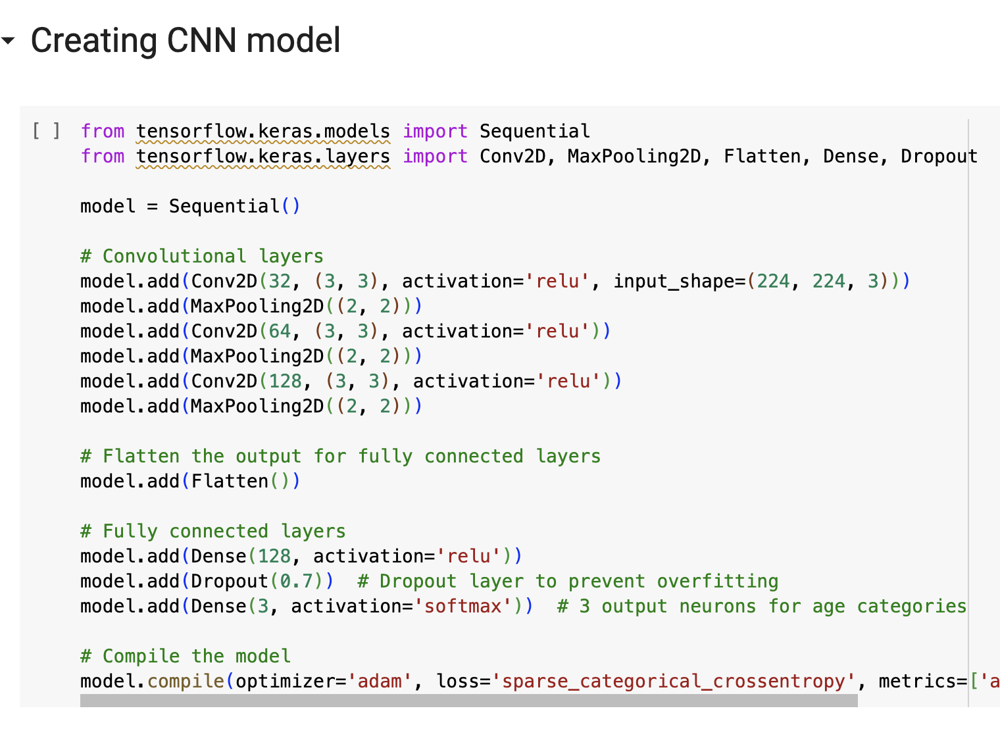 Creating CNN model
[ ] from tensorflow.keras.models import Sequential
from tensorflow.keras.layers import Conv2D, MaxPooling2D, Flatten, Dense, Dropout
model = Sequential()
# Convolutional layers
model.add(Conv2D(32, (3, 3), activation='relu', input_shape=(224, 224, 3)))
model.add(MaxPooling2D((2, 2)))
model.add(Conv2D(64, (3, 3), activation='relu'))
model.add(MaxPooling2D((2, 2)))
model.add(Conv2D(128, (3, 3), activation='relu'))
model.add(MaxPooling2D((2, 2)))
# Flatten the output for fully connected layers
model.add(Flatten())
# Fully connected layers
model.add(Dense(128, activation='relu'))
model.add(Dropout(0.7))  # Dropout layer to prevent overfitting
model.add(Dense(3, activation='softmax'))  # 3 output neurons for age categories
# Compile the model
model.compile(optimizer='adam', loss='sparse_categorical_crossentropy', metrics=['a